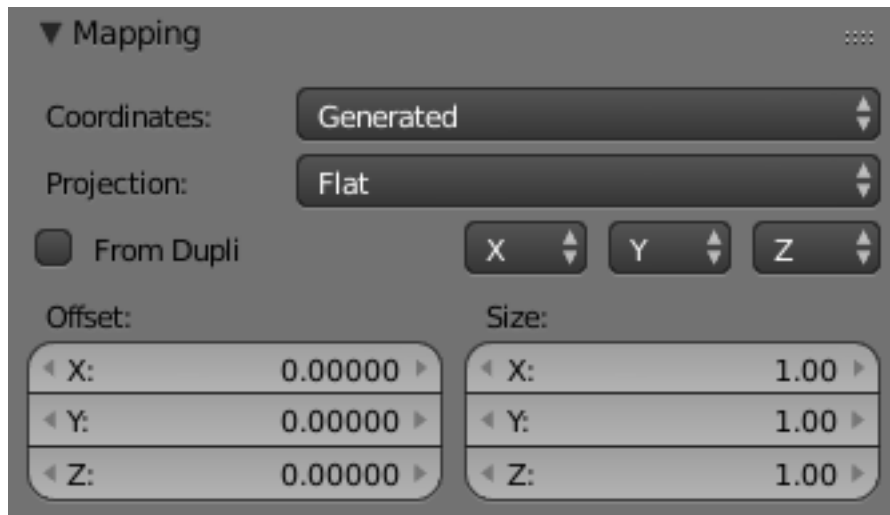 Mapping
Coordinates: Generated
Projection: Flat
From Dupli X Y Z
Offset: Size:
X: 0.00000 X: 1.00
Y: 0.00000 Y: 1.00
Z: 0.00000 Z: 1.00